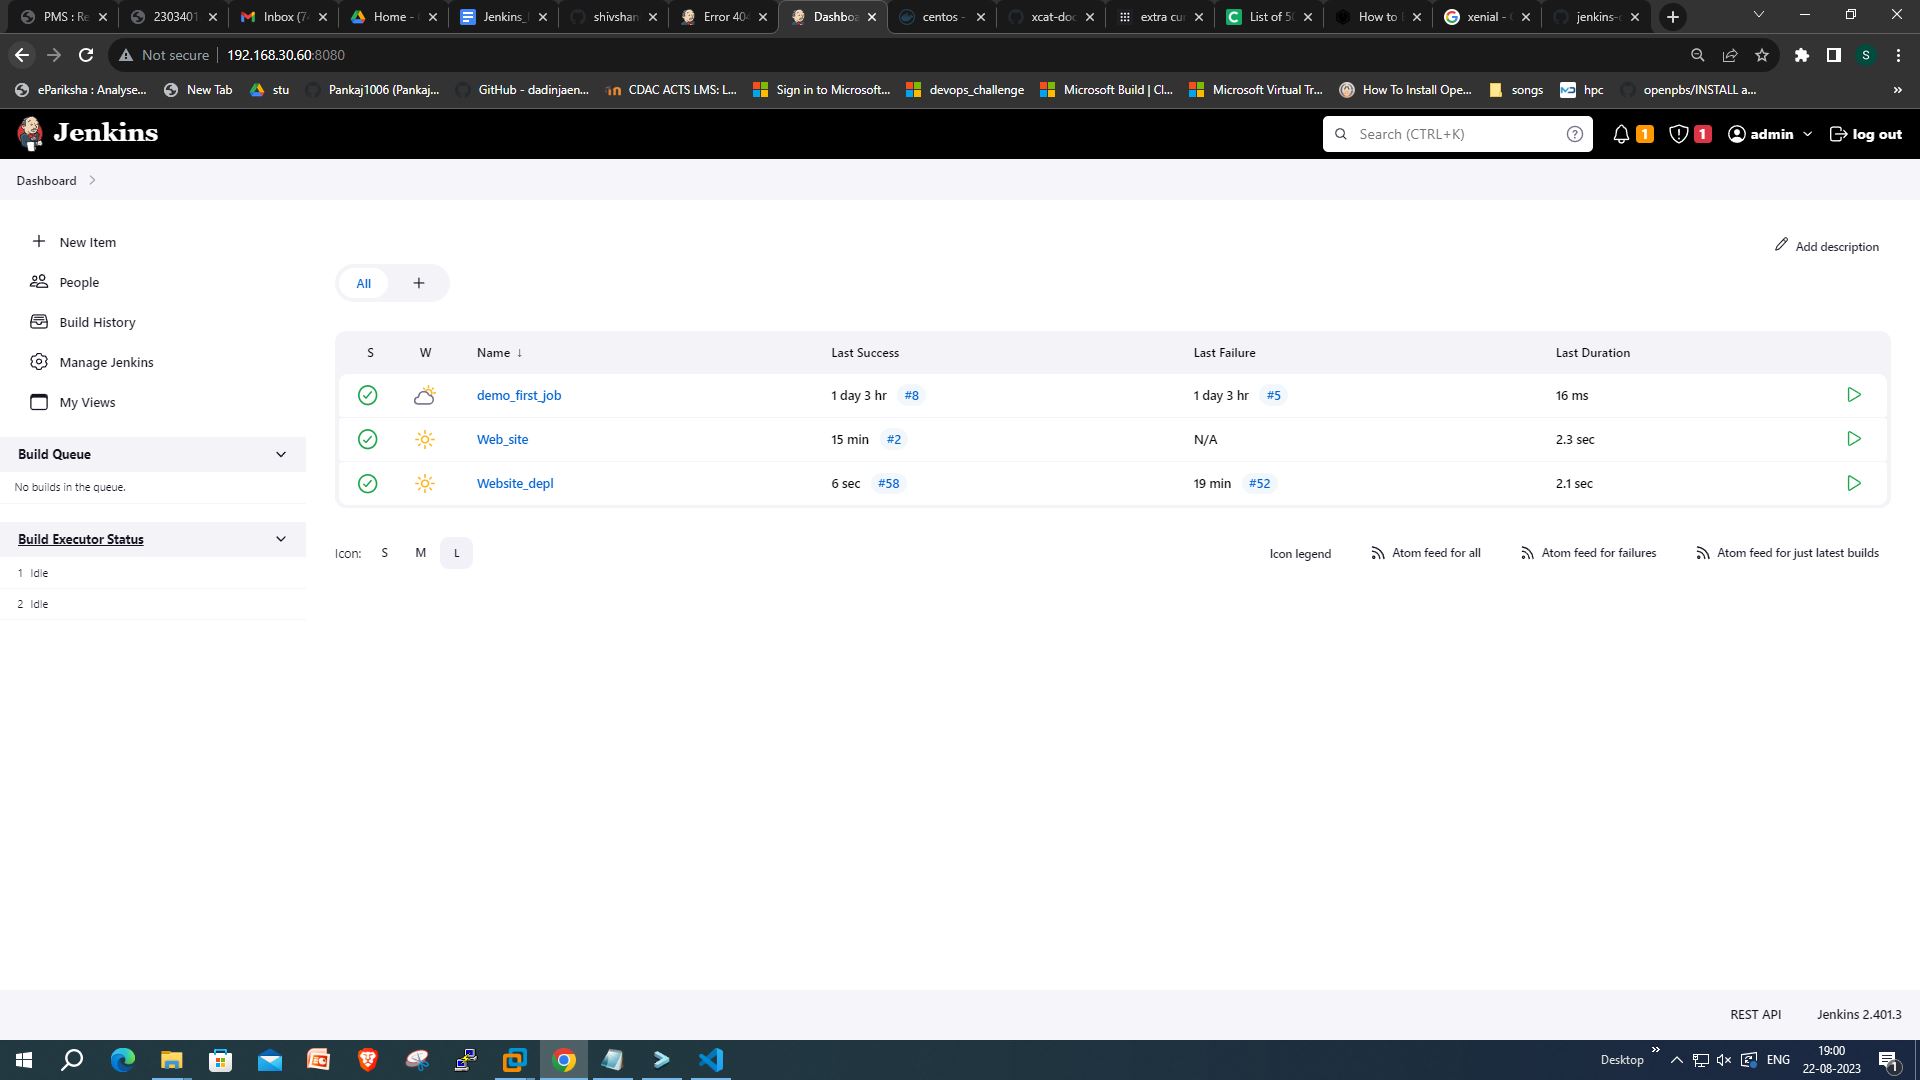 PMS : Re
2303401
Inbox (74
Home -
Jenkins_
shivshan
Error 404
Dashboa
centos -
xcat-doc
extra cur
List of 50
How to
xenial -
jenkins-
Not secure 192.168.30.60:8080 S
ePariksha : Analyse... New Tab stu Pankaj1006 (Pankaj... GitHub - dadinjaen... CDAC ACTS LMS: L... Sign in to Microsoft... devops_challenge Microsoft Build | Cl... Microsoft Virtual Tr... How To Install Ope... songs hpc openpbs/INSTALL a... »
Jenkins Search (CTRL+K) 1 1 admin log out
Dashboard
New Item
People
Build History
Manage Jenkins
My Views
Build Queue
No builds in the queue.
Build Executor Status
1 Idle
2 Idle
Add description
All +
S W Name ↓ Last Success Last Failure Last Duration
demo_first_job 1 day 3 hr #8 1 day 3 hr #5 16 ms
Web_site 15 min #2 N/A 2.3 sec
Website_depl 6 sec #58 19 min #52 2.1 sec
Icon: S M L Icon legend Atom feed for all Atom feed for failures Atom feed for just latest builds
REST API Jenkins 2.401.3
Desktop » ENG 19:00
22-08-2023 1